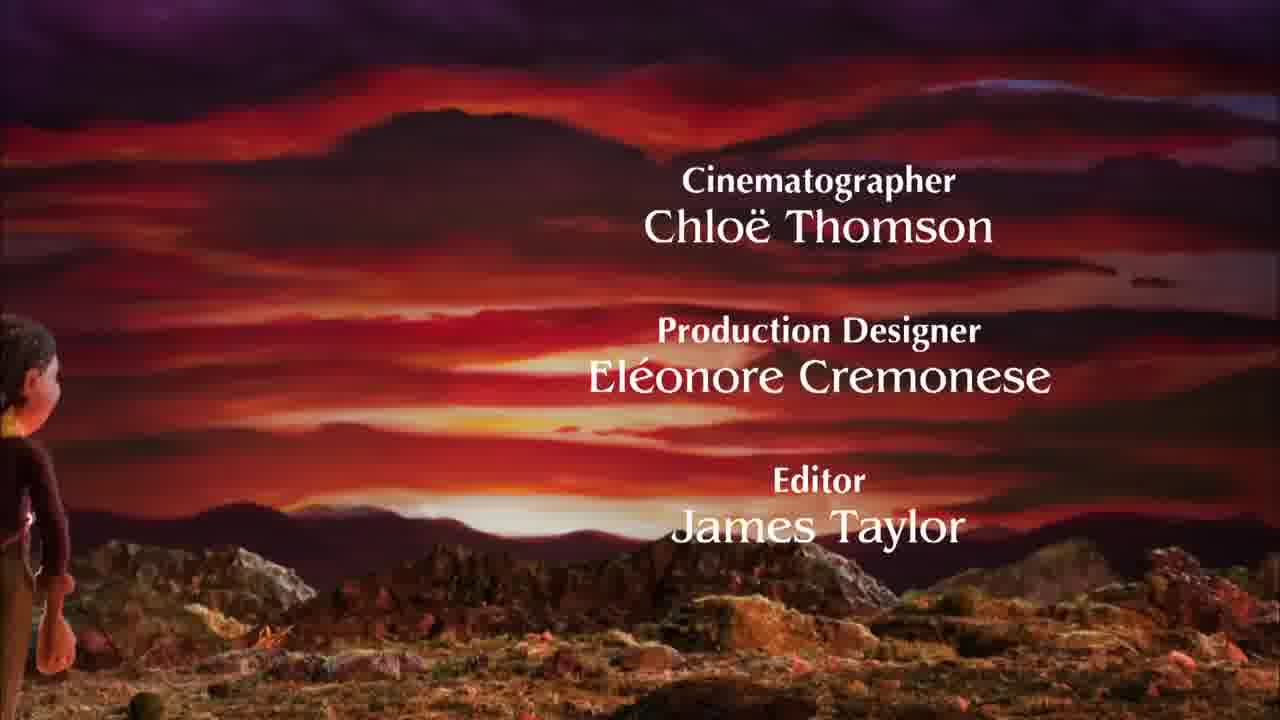 Cinematographer
Chloë Thomson
Production Designer
Eléonore Cremonese
Editor
James Taylor